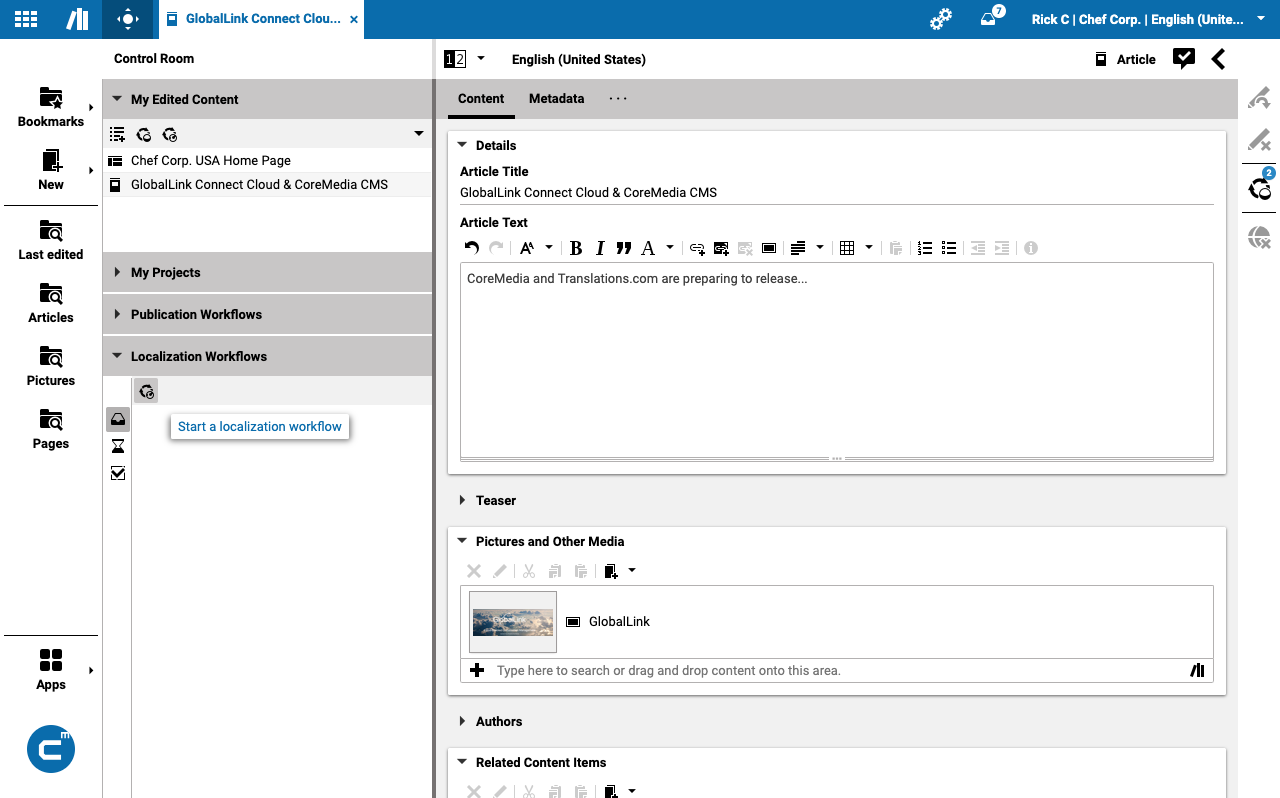 GlobalLink Connect Clou... ×
7
Rick C | Chef Corp. | English (Unite...
Control Room
12
English (United States)
Article
Bookmarks
New
Last edited
Articles
Pictures
Pages
Apps
m
My Edited Content
Chef Corp. USA Home Page
GlobalLink Connect Cloud & CoreMedia CMS
My Projects
Publication Workflows
Localization Workflows
Start a localization workflow
Content
Metadata
...
2
Details
Article Title
GlobalLink Connect Cloud & CoreMedia CMS
Article Text
CoreMedia and Translations.com are preparing to release...
Teaser
Pictures and Other Media
GlobalLink
GlobalLink
Type here to search or drag and drop content onto this area.
Authors
Related Content Items